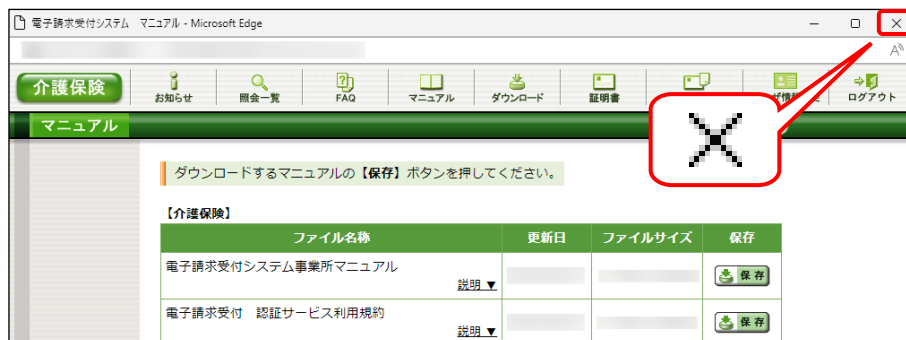 電子請求受付システム マニュアル - Microsoft Edge
介護保険
お知らせ 照会一覧 FAQ マニュアル ダウンロード 証明書 ログアウト
マニュアル
ダウンロードするマニュアルの【保存】ボタンを押してください。
【介護保険】
ファイル名称 更新日 ファイルサイズ 保存
電子請求受付システム事業所マニュアル
説明 ▼ 保存
電子請求受付 認証サービス利用規約
説明 ▼ 保存